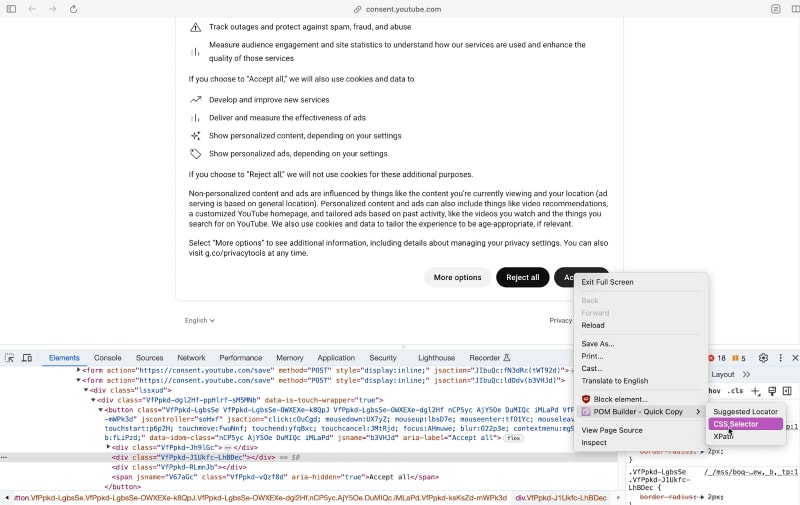 consent.youtube.com
Track outages and protect against spam, fraud, and abuse
Measure audience engagement and site statistics to understand how our services are used and enhance the
quality of those services
If you choose to "Accept all," we will also use cookies and data to
Develop and improve new services
Deliver and measure the effectiveness of ads
Show personalized content, depending on your settings
Show personalized ads, depending on your settings
If you choose to "Reject all," we will not use cookies for these additional purposes.
Non-personalized content and ads are influenced by things like the content you're currently viewing and your location (ad
serving is based on general location). Personalized content and ads can also include things like video recommendations,
a customized YouTube homepage, and tailored ads based on past activity, like the videos you watch and the things you
search for on YouTube. We also use cookies and data to tailor the experience to be age-appropriate, if relevant.
Select "More options" to see additional information, including details about managing your privacy settings. You can also
visit g.co/privacytools at any time.
More options
Reject all
English
Privacy
Exit Full Screen
Back
Forward
Reload
Save As...
Print...
Cast...
Translate to English
Block element...
POM Builder - Quick Copy
View Page Source
Inspect
Suggested Locator
CSS Selector
XPath
Elements Console Sources Network Performance Memory Application Security Lighthouse Recorder
18 5
Layout
hov .cls
<form action="https://consent.youtube.com/save" method="POST" style="display:inline;" jsaction="JIbuQc:fN3dRc(tWT92d)">
<form action="https://consent.youtube.com/save" method="POST" style="display:inline;" jsaction="JIbuQc:ldDdv(b3VHJd)">
<div class="lssxud">
<div class="VfPpkd-dgl2Hf-ppHlrf-sM5MNb" data-is-touch-wrapper="true">
<button class="VfPpkd-LgbsSe VfPpkd-LgbsSe-OWXEXe-k8QpJ VfPpkd-LgbsSe-OWXEXe-dgl2Hf nCP5yc AjY5Oe DuMIQc iMLaPd VfP
-mWPk3d" jscontroller="soHxf" jsaction="click:cOuCgd; mousedown:UX7yZ; mouseup:lbsD7e; mouseenter:tfO1Yc; mouseleave
touchstart:p6p2H; touchmove:FwuNnf; touchend:yfqBxc; touchcancel:JMtRjd; focus:AHmuwe; blur:O22p3e; contextmenu:mg9
b:fLiPzd;" data-idom-class="nCP5yc AjY5Oe DuMIQc iMLaPd" jsname="b3VHJd" aria-label="Accept all"> flex
<div class="VfPpkd-Jh9lGc"> </div>
<div class="VfPpkd-J1Ukfc-LhBDec"></div> == $0
<div class="VfPpkd-RLmnJb"></div>
<span jsname="V67aGc" class="VfPpkd-vQzf8d" aria-hidden="true">Accept all</span>
</button>
border-radius: 2px;
}
.VfPpkd-LgbsSe
.VfPpkd-J1Ukfc-
LhBDec {
border-radius: 2px;
tton.VfPpkd-LgbsSe.VfPpkd-LgbsSe-OWXEXe-k8QpJ.VfPpkd-LgbsSe-OWXEXe-dgl2Hf.nCP5yc.AjY5Oe.DuMIQc.iMLaPd.VfPpkd-ksKsZd-mWPk3d
div.VfPpkd-J1Ukfc-LhBDec